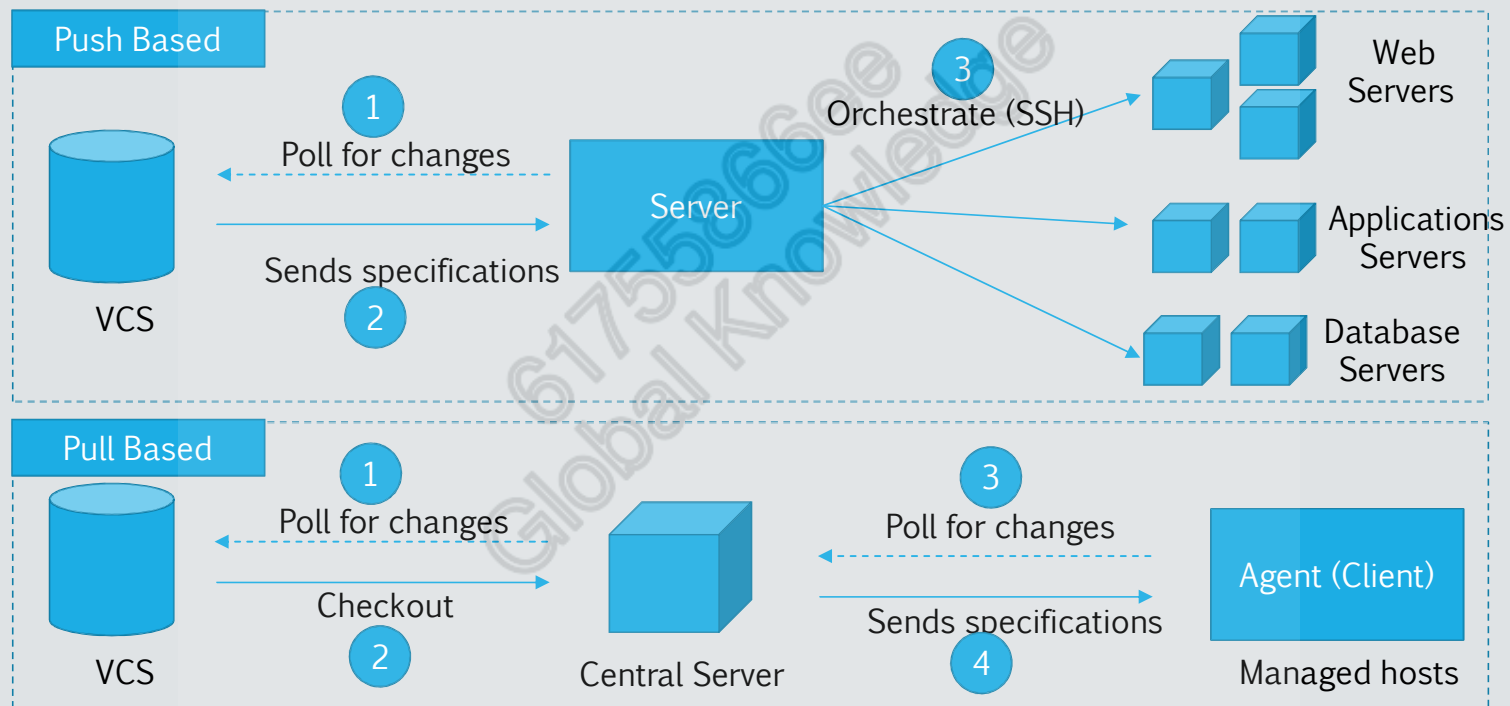 Push Based
1
Poll for changes
VCS
Sends specifications
2
Server
3
Orchestrate (SSH)
Web
Servers
Applications
Servers
Database
Servers
61755866ee
Global Knowledge
Pull Based
1
Poll for changes
VCS
Checkout
2
Central Server
3
Poll for changes
Sends specifications
4
Agent (Client)
Managed hosts